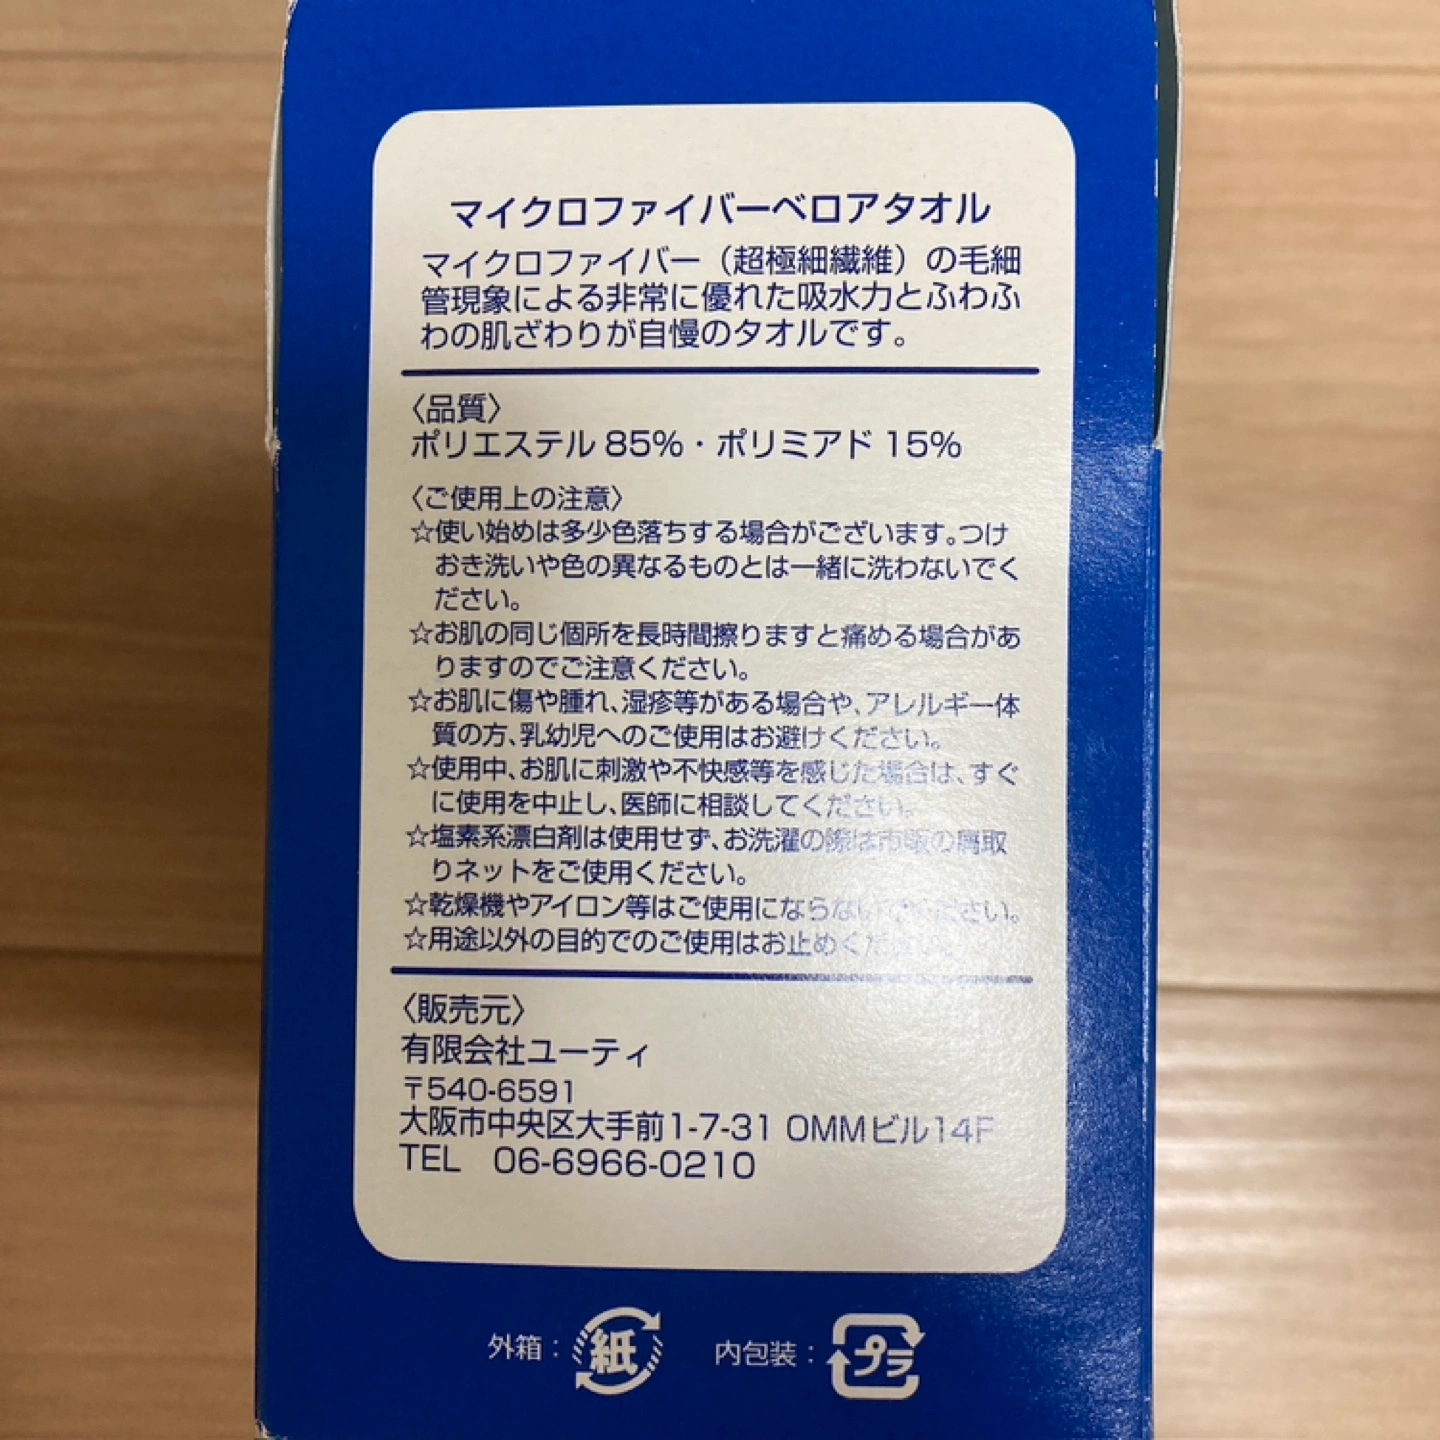 マイクロファイバーベロアタオル
マイクロファイバー（超極細繊維）の毛細
管現象による非常に優れた吸水力とふわふ
わの肌ざわりが自慢のタオルです。
〈品質〉
ポリエステル 85%・ポリミアド 15%
〈ご使用上の注意〉
☆使い始めは多少色落ちする場合がございます。つけ
おき洗いや色の異なるものとは一緒に洗わないでく
ださい。
☆お肌の同じ個所を長時間擦りますと痛める場合があ
りますのでご注意ください。
☆お肌に傷や腫れ、湿疹等がある場合や、アレルギー体
質の方、乳幼児へのご使用はお避けください。
☆使用中、お肌に刺激や不快感等を感じた場合は、すぐ
に使用を中止し、医師に相談してください。
☆塩素系漂白剤は使用せず、お洗濯の際は市販の屑取
りネットをご使用ください。
☆乾燥機やアイロン等はご使用にならないでください。
☆用途以外の目的でのご使用はお止めください。
〈販売元〉
有限会社ユーティ
〒540-6591
大阪市中央区大手前1-7-31 OMMビル14F
TEL 06-6966-0210
外箱： 紙 内包装： プラ